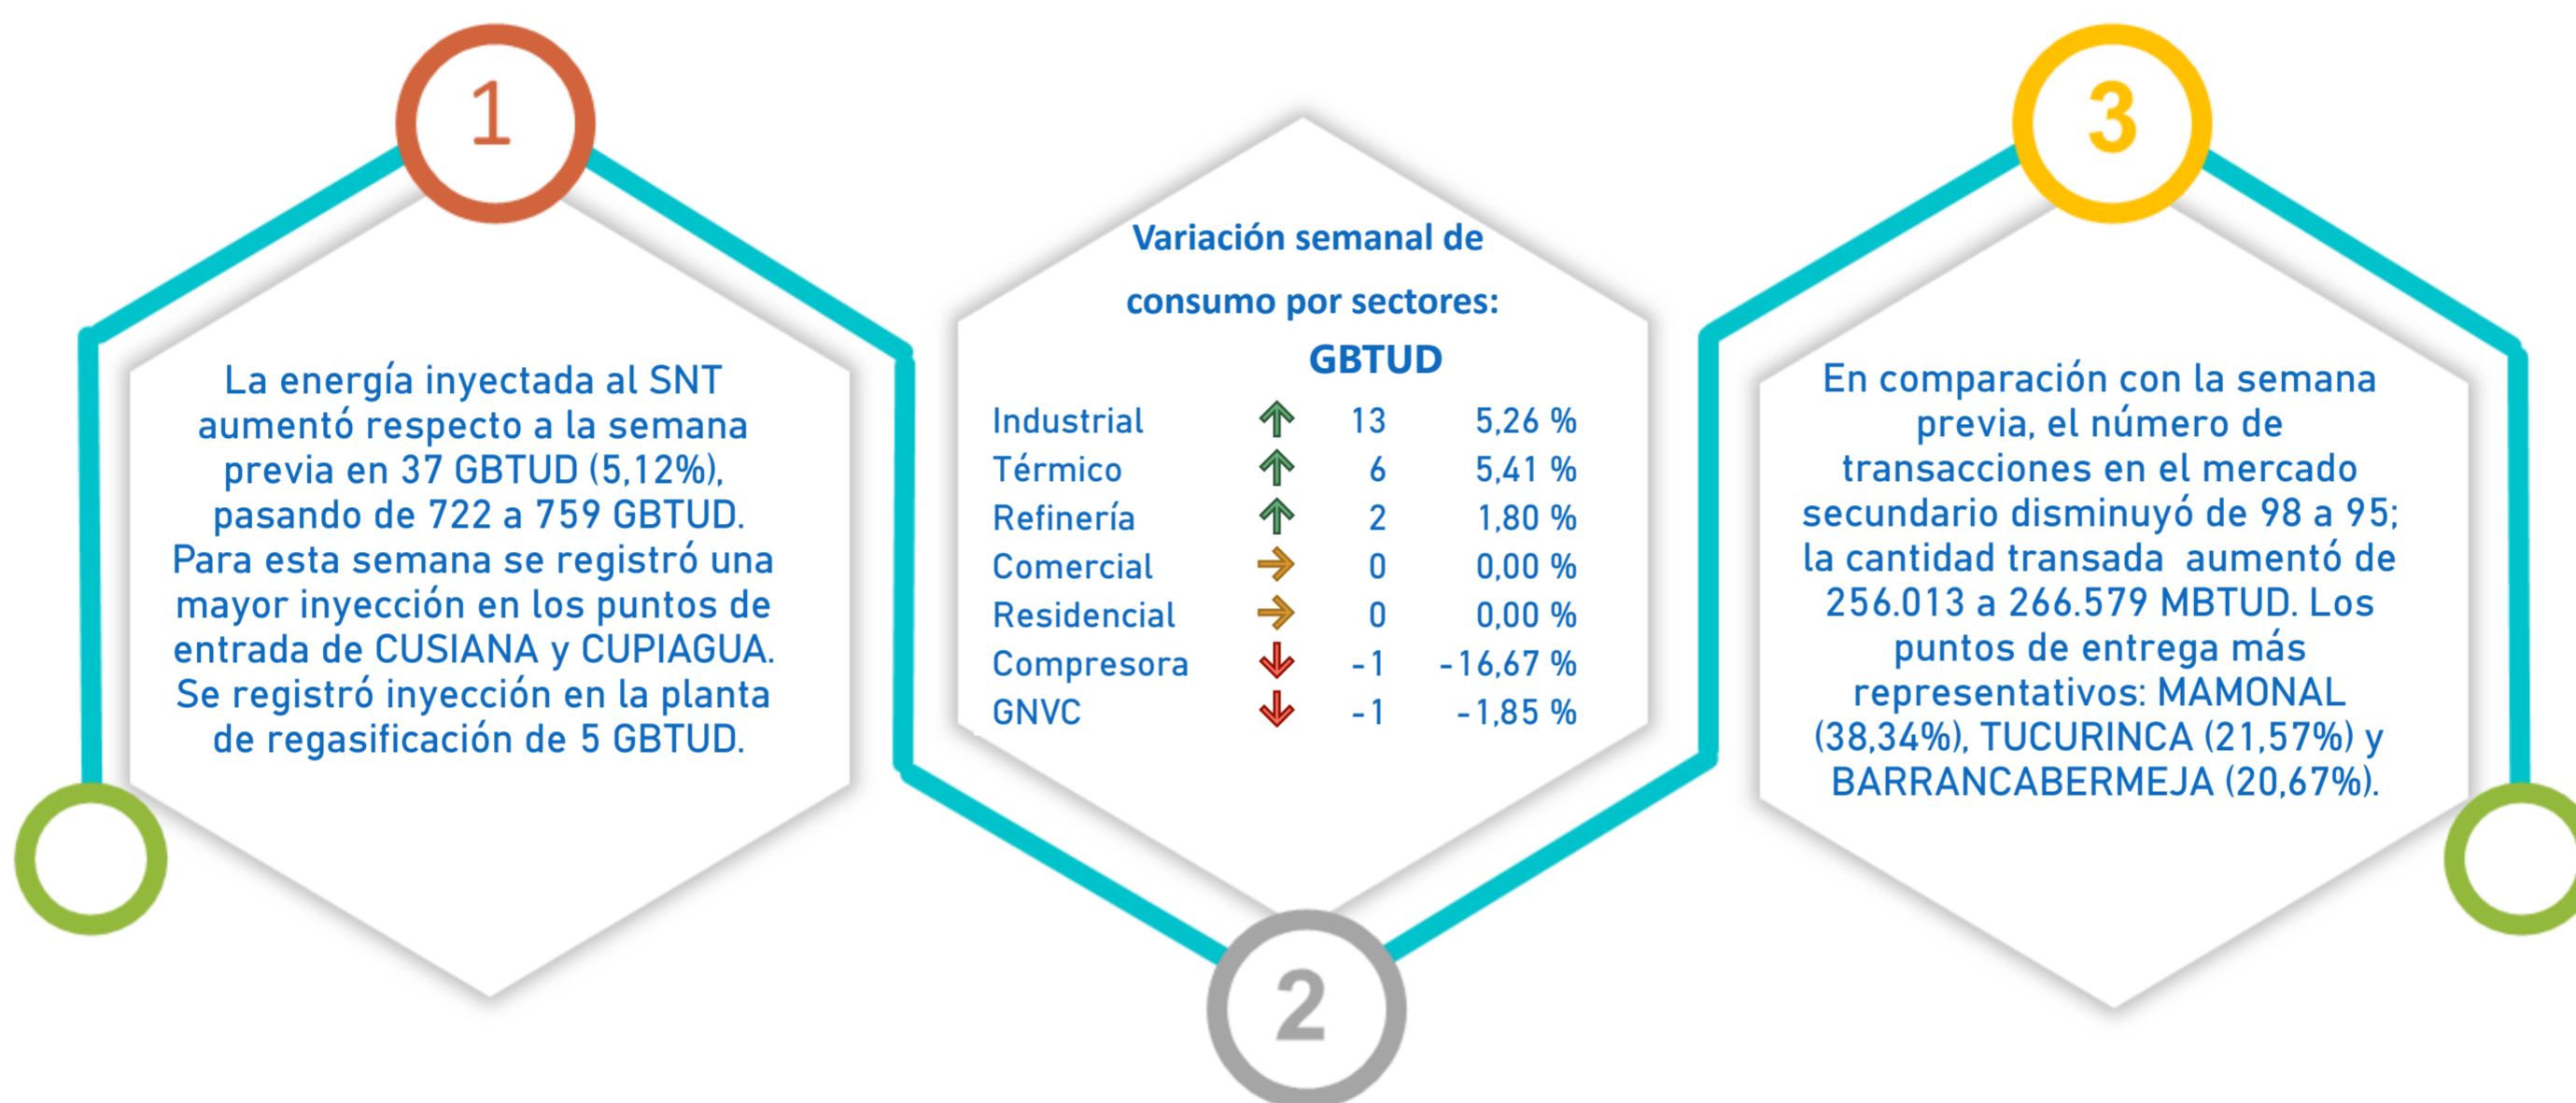 1
La energía inyectada al SNT
aumentó respecto a la semana
previa en 37 GBTUD (5,12%),
pasando de 722 a 759 GBTUD.
Para esta semana se registró una
mayor inyección en los puntos de
entrada de CUSIANA y CUPIAGUA.
Se registró inyección en la planta
de regasificación de 5 GBTUD.
Variación semanal de
consumo por sectores:
GBTUD
Industrial 13 5,26 %
Térmico 6 5,41 %
Refinería 2 1,80 %
Comercial 0 0,00 %
Residencial 0 0,00 %
Compresora -1 -16,67 %
GNVC -1 -1,85 %
2
3
En comparación con la semana
previa, el número de
transacciones en el mercado
secundario disminuyó de 98 a 95;
la cantidad transada aumentó de
256.013 a 266.579 MBTUD. Los
puntos de entrega más
representativos: MAMONAL
(38,34%), TUCURINCA (21,57%) y
BARRANCABERMEJA (20,67%).